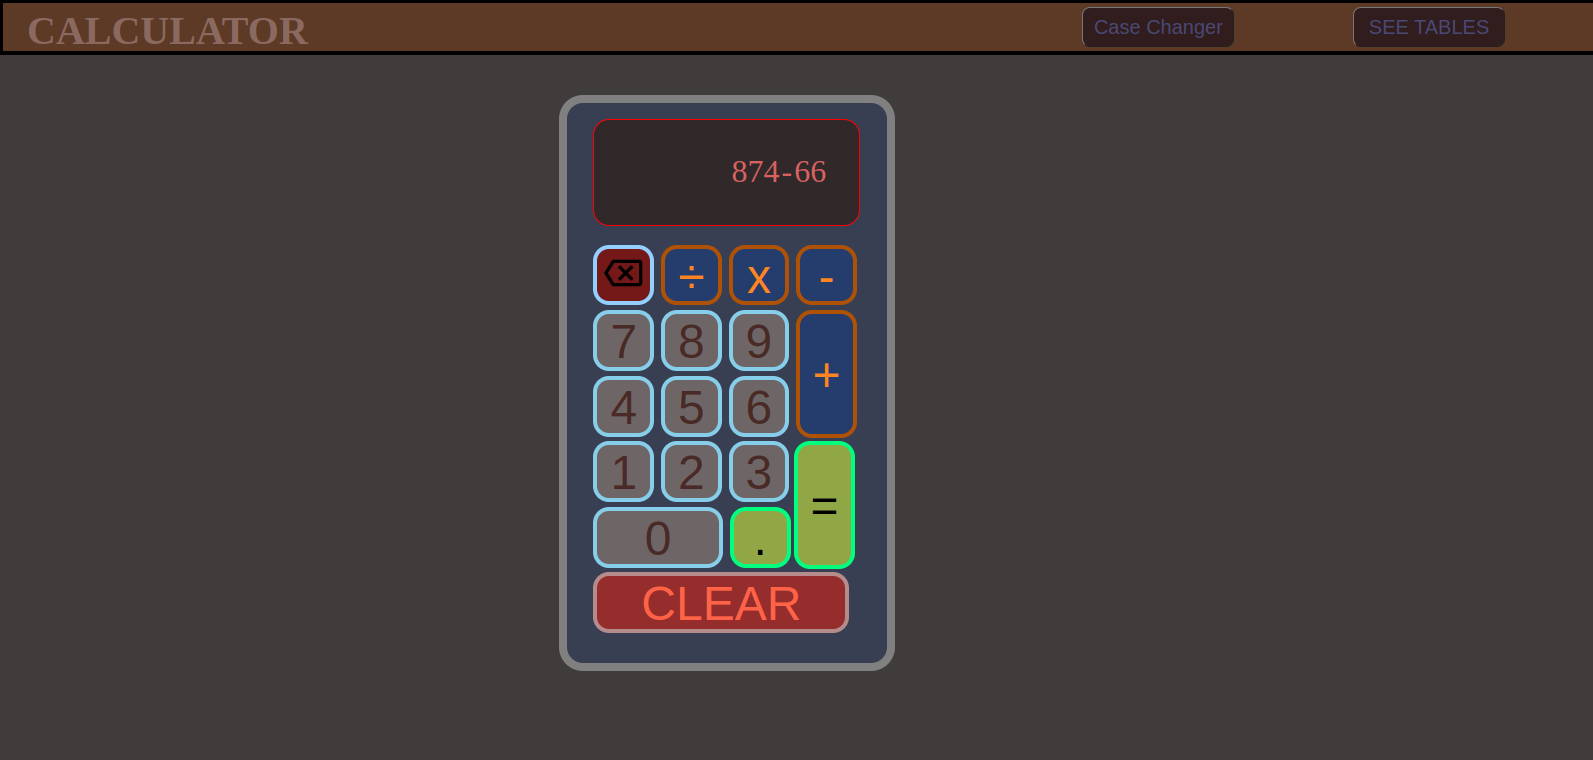 CALCULATOR
Case Changer
SEE TABLES
874-66
÷ x -
7 8 9
+
4 5 6
1 2 3
=
0 .
CLEAR